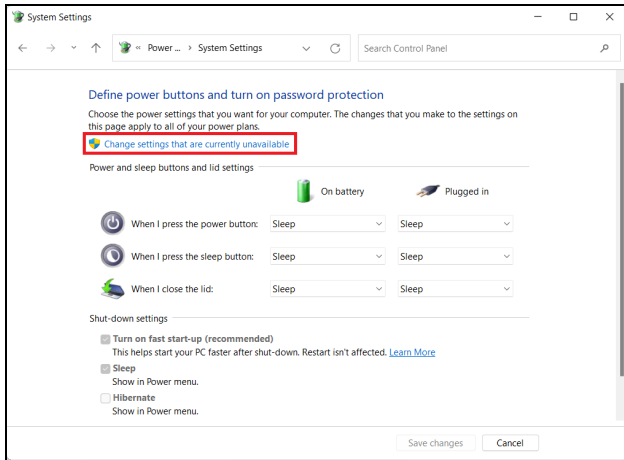 System Settings
« Power ... › System Settings
Search Control Panel
Define power buttons and turn on password protection
Choose the power settings that you want for your computer. The changes that you make to the settings on
this page apply to all of your power plans.
Change settings that are currently unavailable
Power and sleep buttons and lid settings
On battery Plugged in
When I press the power button: Sleep Sleep
When I press the sleep button: Sleep Sleep
When I close the lid: Sleep Sleep
Shut-down settings
Turn on fast start-up (recommended)
This helps start your PC faster after shut-down. Restart isn't affected. Learn More
Sleep
Show in Power menu.
Hibernate
Show in Power menu.
Save changes Cancel